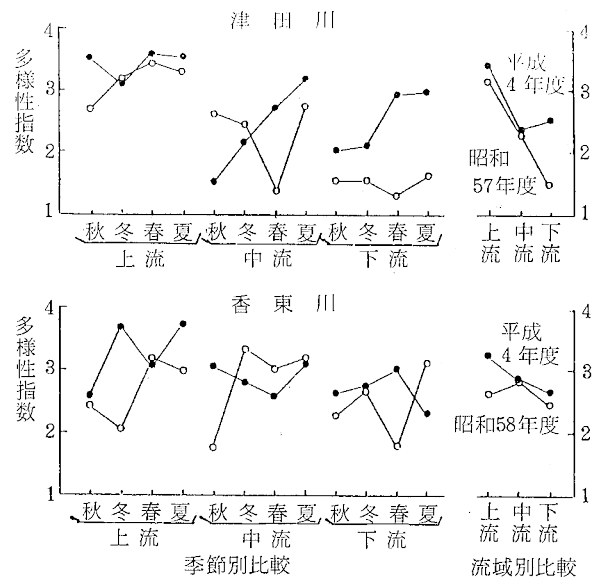 津田川
多様性指数
4
3
2
1
秋 冬 春 夏 秋 冬 春 夏 秋 冬 春 夏
上流 中流 下流
平成
4年度
昭和
57年度
4
3
2
1
上流 中流 下流
香東川
多様性指数
4
3
2
1
秋 冬 春 夏 秋 冬 春 夏 秋 冬 春 夏
上流 中流 下流
季節別比較
平成
4年度
昭和58年度
4
3
2
1
上流 中流 下流
流域別比較